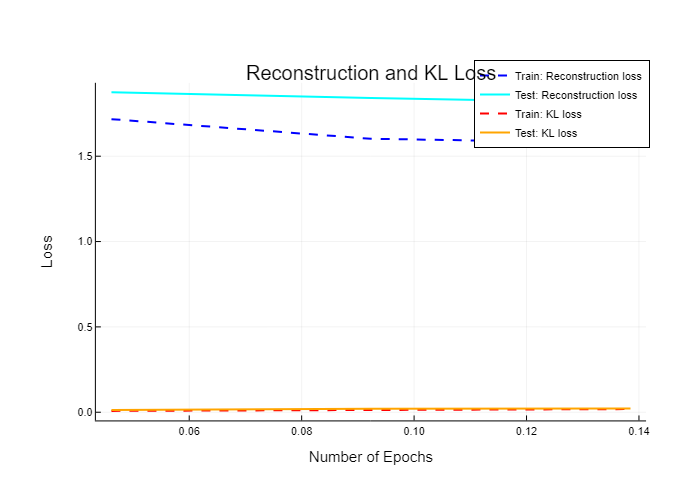 Reconstruction and KL Loss
Train: Reconstruction loss
Test: Reconstruction loss
Train: KL loss
Test: KL loss
Loss
1.5
1.0
0.5
0.0
0.06
0.08
0.10
0.12
0.14
Number of Epochs